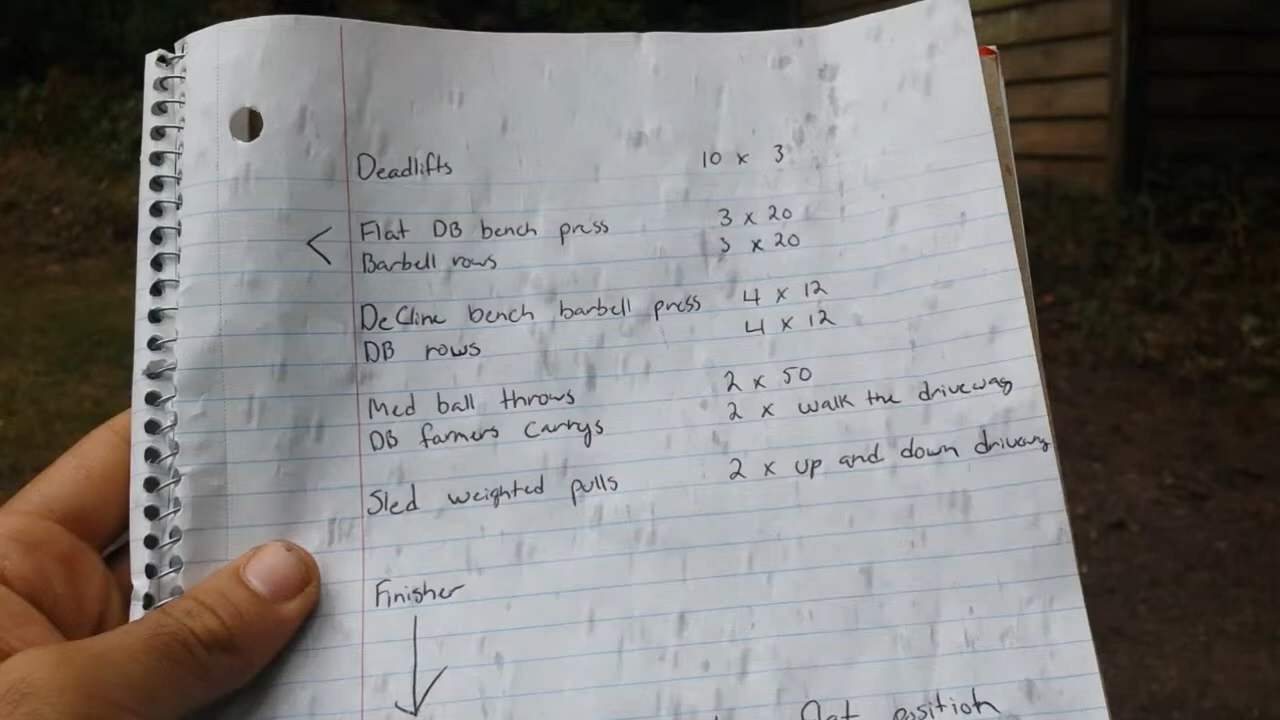 Deadlifts 10 x 3
Flat DB bench press 3 x 20
< Barbell rows 3 x 20
DeCline bench barbell press 4 x 12
DB rows 4 x 12
Med ball throws 2 x 50
DB farmers carrys 2 x walk the driveway
Sled weighted pulls 2 x up and down driveway
Finisher
position